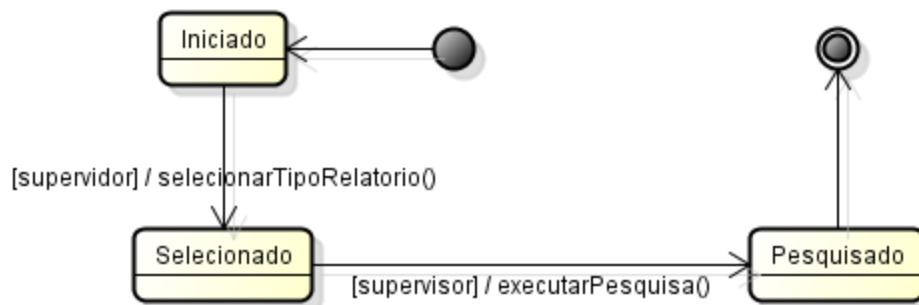 Iniciado
[supervidor] / selecionarTipoRelatorio()
Selecionado
[supervisor] / executarPesquisa()
Pesquisado